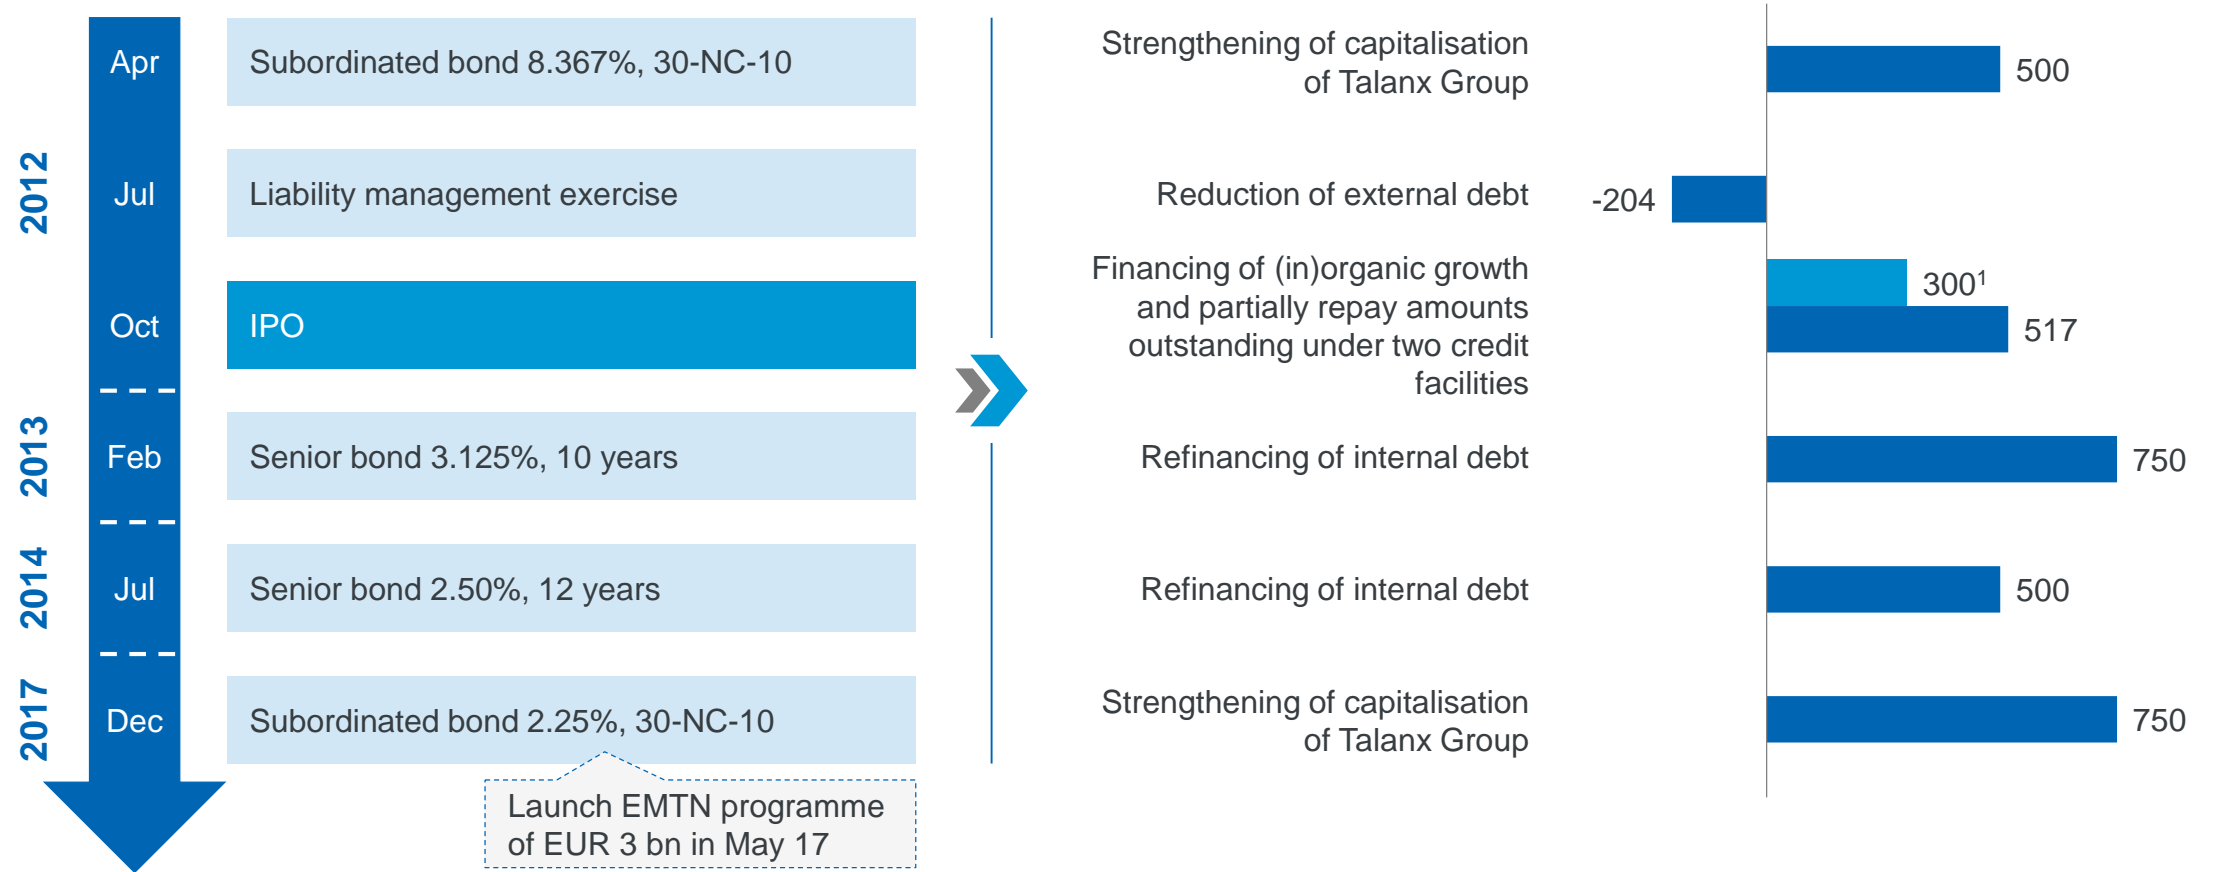 2012
Apr
Subordinated bond 8.367%, 30-NC-10
Strengthening of capitalisation
of Talanx Group
500
Jul
Liability management exercise
Reduction of external debt
-204
Oct
IPO
Financing of (in)organic growth
and partially repay amounts
outstanding under two credit
facilities
300¹
517
2013
Feb
Senior bond 3.125%, 10 years
Refinancing of internal debt
750
2014
Jul
Senior bond 2.50%, 12 years
Refinancing of internal debt
500
2017
Dec
Subordinated bond 2.25%, 30-NC-10
Strengthening of capitalisation
of Talanx Group
750
Launch EMTN programme
of EUR 3 bn in May 17